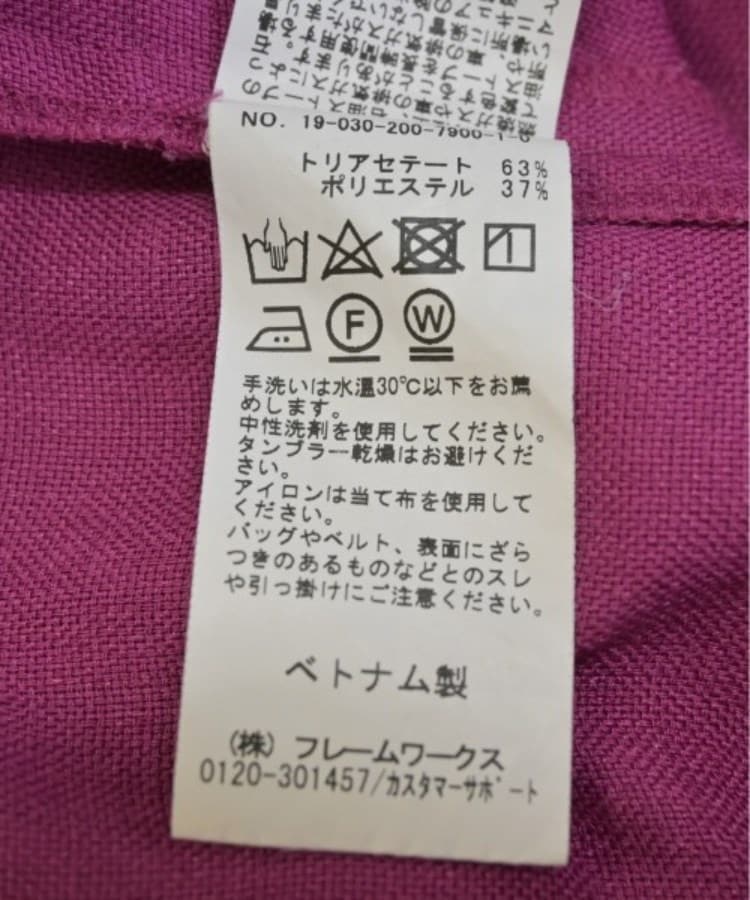 NO. 19-030-200-7900-1-0
トリアセテート 63%
ポリエステル 37%
F
W
手洗いは水温30℃以下をお薦
めします。
中性洗剤を使用してください。
タンブラー乾燥はお避けくだ
さい。
アイロンは当て布を使用して
ください。
バッグやベルト、表面にざら
つきのあるものなどとのスレ
や引っ掛けにご注意ください。
ベトナム製
(株) フレームワークス
0120-301457/カスタマーサポート